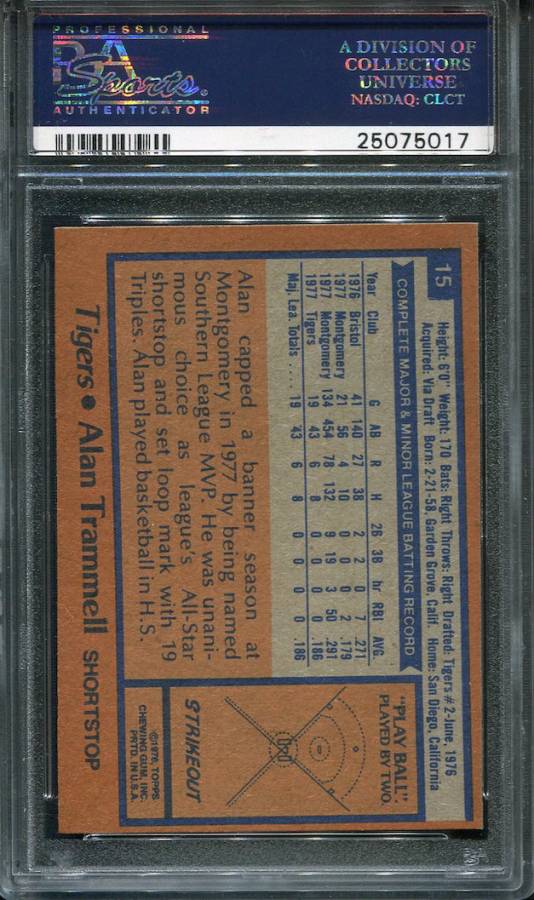 PROFESSIONAL
PSA Sports
AUTHENTICATOR
A DIVISION OF
COLLECTORS
UNIVERSE
NASDAQ: CLCT
25075017
15
Height: 6'0" Weight: 170 Bats: Right Throws: Right Drafted: Tigers #2-June, 1976
Acquired: Via Draft Born: 2-21-58, Garden Grove, Calif. Home: San Diego, California
COMPLETE MAJOR & MINOR LEAGUE BATTING RECORD
Year Club G AB R H 26 3B hr RBI AVG.
1976 Bristol 41 140 27 38 2 2 0 7 .271
1977 Montgomery 21 56 4 10 0 0 0 2 .179
1977 Montgomery 134 454 78 132 9 19 3 50 .291
1977 Tigers 19 43 6 8 0 0 0 0 .186
Maj. Lea. Totals .... 19 43 6 8 0 0 0 0 .186
Alan capped a banner season at
Montgomery in 1977 by being named
Southern League MVP. He was unani-
mous choice as league's All-Star
shortstop and set loop mark with 19
Triples. Alan played basketball in H.S.
"PLAY BALL"
PLAYED BY TWO.
STRIKEOUT
©1978, TOPPS
CHEWING GUM, INC.
PRTD. IN U.S.A.
Tigers • Alan Trammell SHORTSTOP